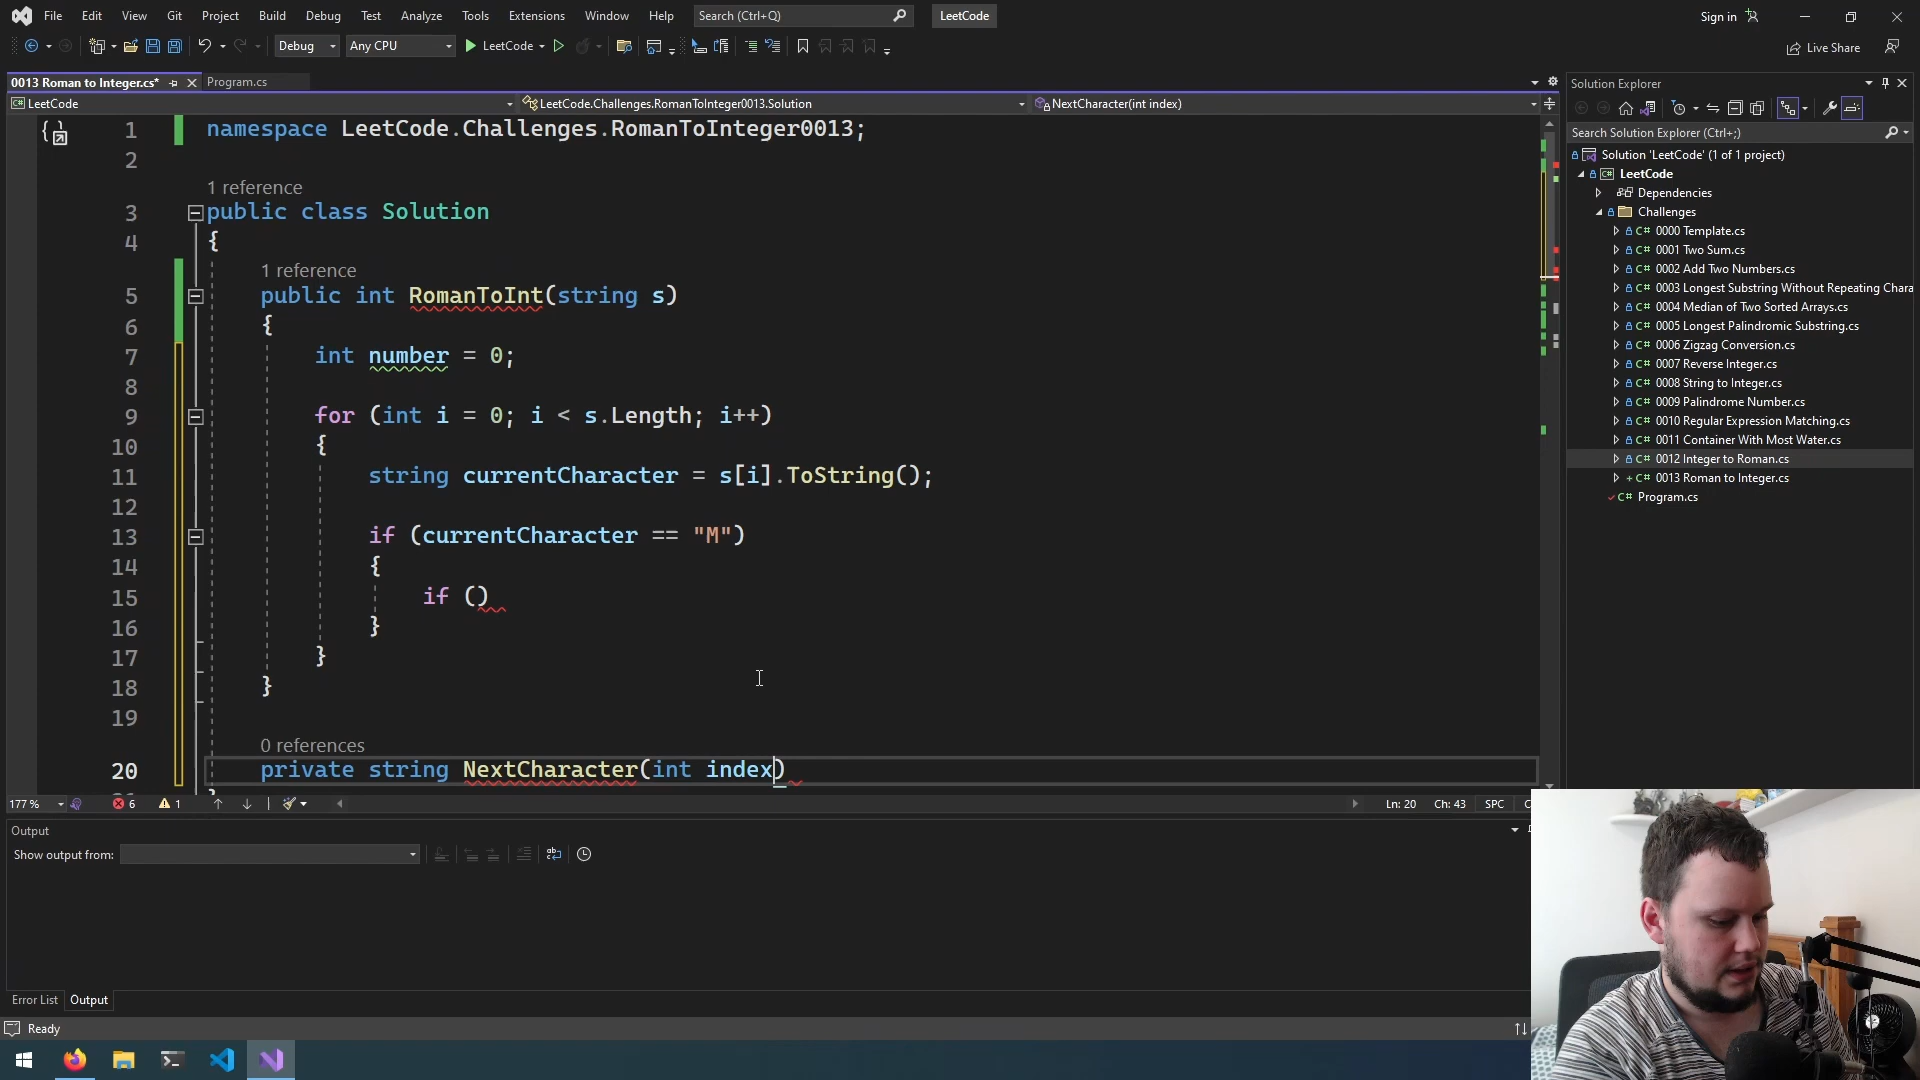 File Edit View Git Project Build Debug Test Analyze Tools Extensions Window Help Search (Ctrl+Q) LeetCode Sign in
Debug Any CPU LeetCode Live Share
0013 Roman to Integer.cs* Program.cs
LeetCode LeetCode.Challenges.RomanToInteger0013.Solution NextCharacter(int index)
1 namespace LeetCode.Challenges.RomanToInteger0013;
2
1 reference
3 public class Solution
4 {
1 reference
5 public int RomanToInt(string s)
6 {
7 int number = 0;
8
9 for (int i = 0; i < s.Length; i++)
10 {
11 string currentCharacter = s[i].ToString();
12
13 if (currentCharacter == "M")
14 {
15 if ()
16 }
17 }
18 }
19
0 references
20 private string NextCharacter(int index)
177 % 6 1 Ln: 20 Ch: 43 SPC
Output
Show output from:
Error List Output
Ready
Solution Explorer
Search Solution Explorer (Ctrl+;)
Solution 'LeetCode' (1 of 1 project)
LeetCode
Dependencies
Challenges
C# 0000 Template.cs
C# 0001 Two Sum.cs
C# 0002 Add Two Numbers.cs
C# 0003 Longest Substring Without Repeating Chara
C# 0004 Median of Two Sorted Arrays.cs
C# 0005 Longest Palindromic Substring.cs
C# 0006 Zigzag Conversion.cs
C# 0007 Reverse Integer.cs
C# 0008 String to Integer.cs
C# 0009 Palindrome Number.cs
C# 0010 Regular Expression Matching.cs
C# 0011 Container With Most Water.cs
C# 0012 Integer to Roman.cs
C# 0013 Roman to Integer.cs
C# Program.cs